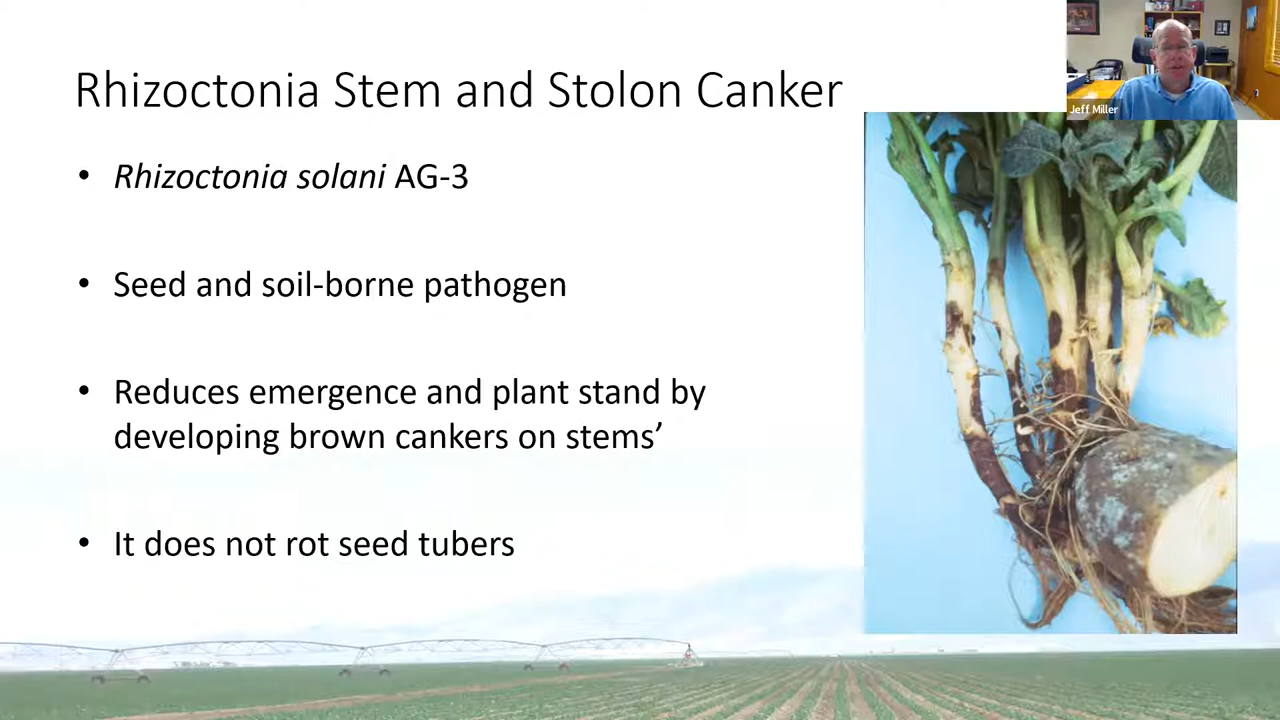 Rhizoctonia Stem and Stolon Canker
Jeff Miller
• Rhizoctonia solani AG-3
• Seed and soil-borne pathogen
• Reduces emergence and plant stand by
developing brown cankers on stems’
• It does not rot seed tubers